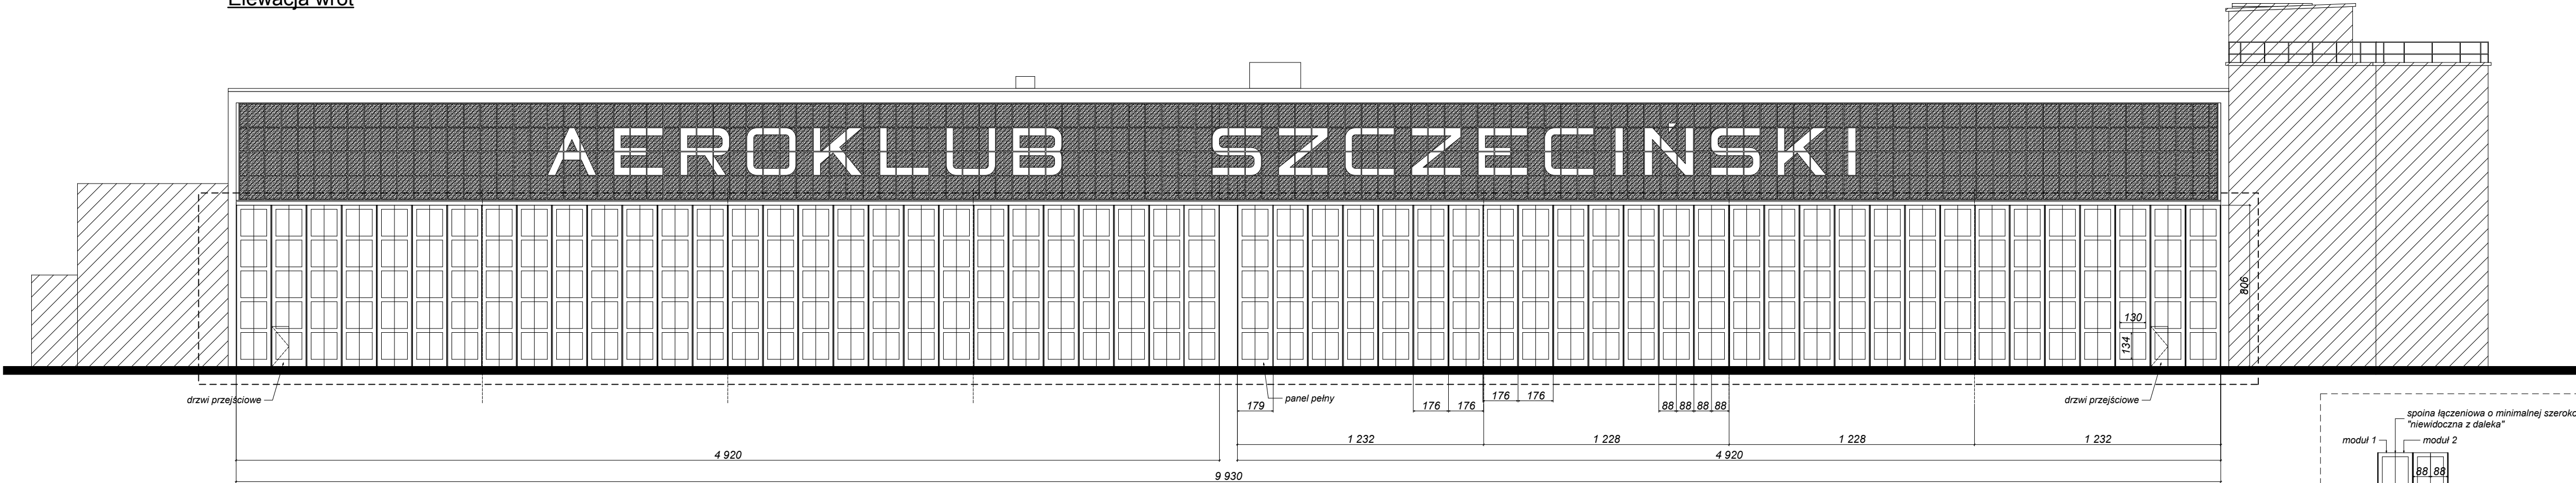 Elewacja wrót
AEROKLUB SZCZECIŃSKI
806
130
134
drzwi przejściowe
panel pełny
drzwi przejściowe
179
176 176
176 176
88 88 88 88
1 232
1 228
1 228
1 232
4 920
4 920
9 930
spoina łączeniowa o minimalnej szeroko
"niewidoczna z daleka"
moduł 1
moduł 2
88 88